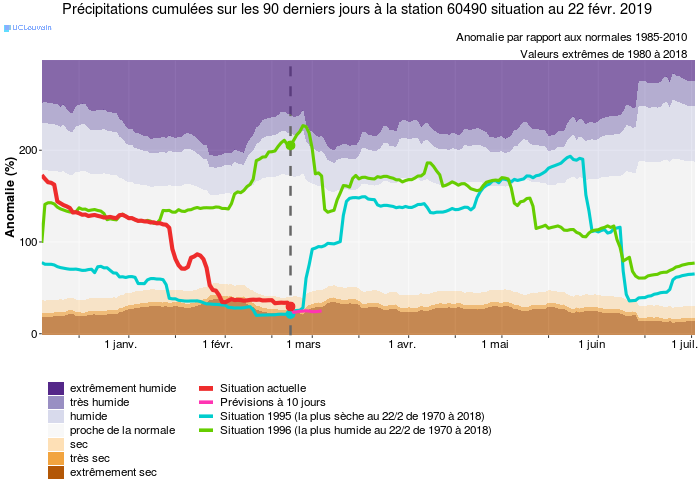 Précipitations cumulées sur les 90 derniers jours à la station 60490 situation au 22 févr. 2019
UCLouvain
Anomalie par rapport aux normales 1985-2010
Valeurs extrêmes de 1980 à 2018
Anomalie (%)
200
100
0
1 janv.
1 févr.
1 mars
1 avr.
1 mai
1 juin
1 juil.
extrêmement humide
très humide
humide
proche de la normale
sec
très sec
extrêmement sec
Situation actuelle
Prévisions à 10 jours
Situation 1995 (la plus sèche au 22/2 de 1970 à 2018)
Situation 1996 (la plus humide au 22/2 de 1970 à 2018)